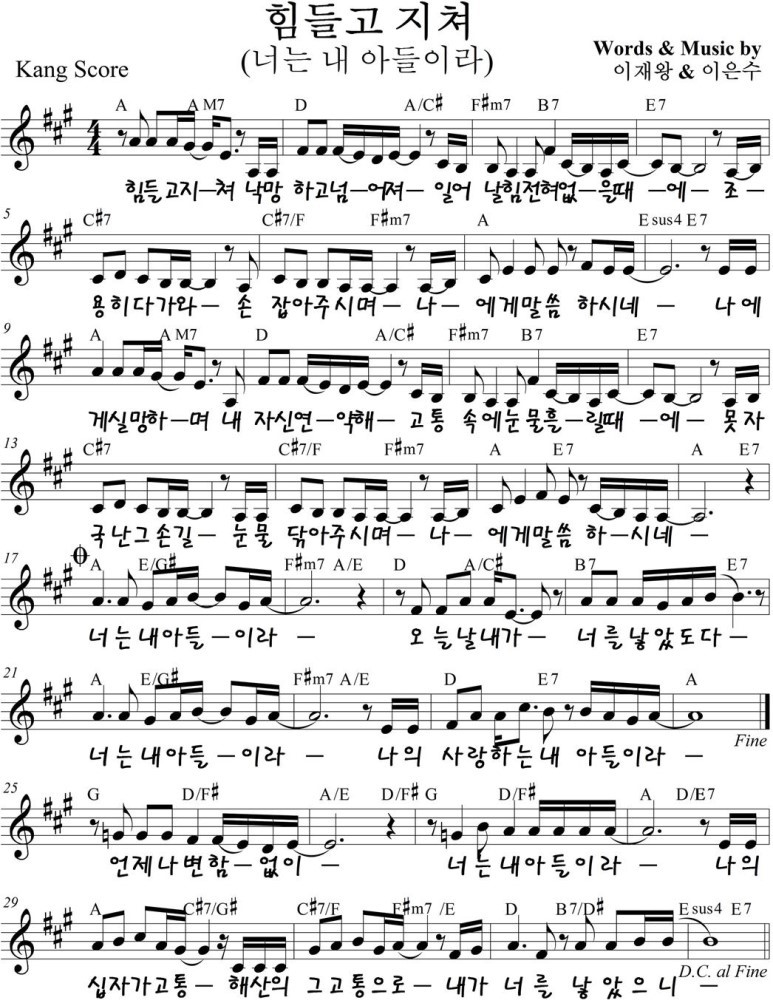 힘들고 지쳐
(너는 내 아들이라)
Words & Music by
이재왕 & 이은수
Kang Score
A A M7 D A/C# F#m7 B7 E7
힘들고지—쳐 낙망 하고넘—어져— 일어 날힘전혀없—을때 —에— 조—
5
C#7 C#7/F F#m7 A E sus4 E7
용히다가와— 손 잡아주시며— 나— 에게말씀 하시네 — 나에
9
A A M7 D A/C# F#m7 B7 E7
게실망하—며 내 자신연—약해— 고통 속에눈물흘—릴때 —에— 못자
13
C#7 C#7/F F#m7 A E7 A E7
국난그손길— 눈물 닦아주시며— 나— 에게말씀 하—시네—
17
A E/G# F#m7 A/E D A/C# B7 E7
너는내아들 —이라 — 오늘날내가— 너를낳았도다—
21
A E/G# F#m7 A/E D E7 A
너는내아들 —이라 — 나의 사랑하는내 아들이라 —
Fine
25
G D/F# A/E D/F# G D/F# A D/E E7
언제나변함—없이 — 너는내아들이라 — 나의
29
A C#7/G# C#7/F F#m7 /E D B7/D# E sus4 E7
십자가고통— 해산의 그고통으로— 내가 너를 낳았으니 —
D.C. al Fine